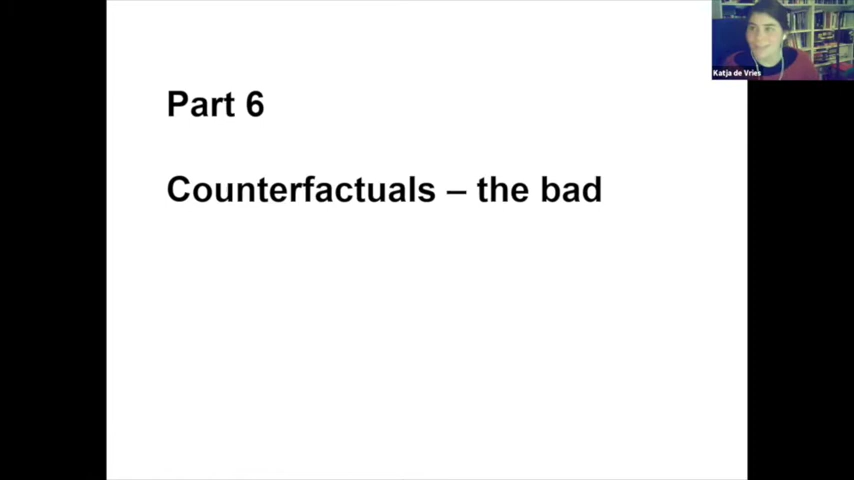 Part 6
Counterfactuals – the bad
Katja de Vries